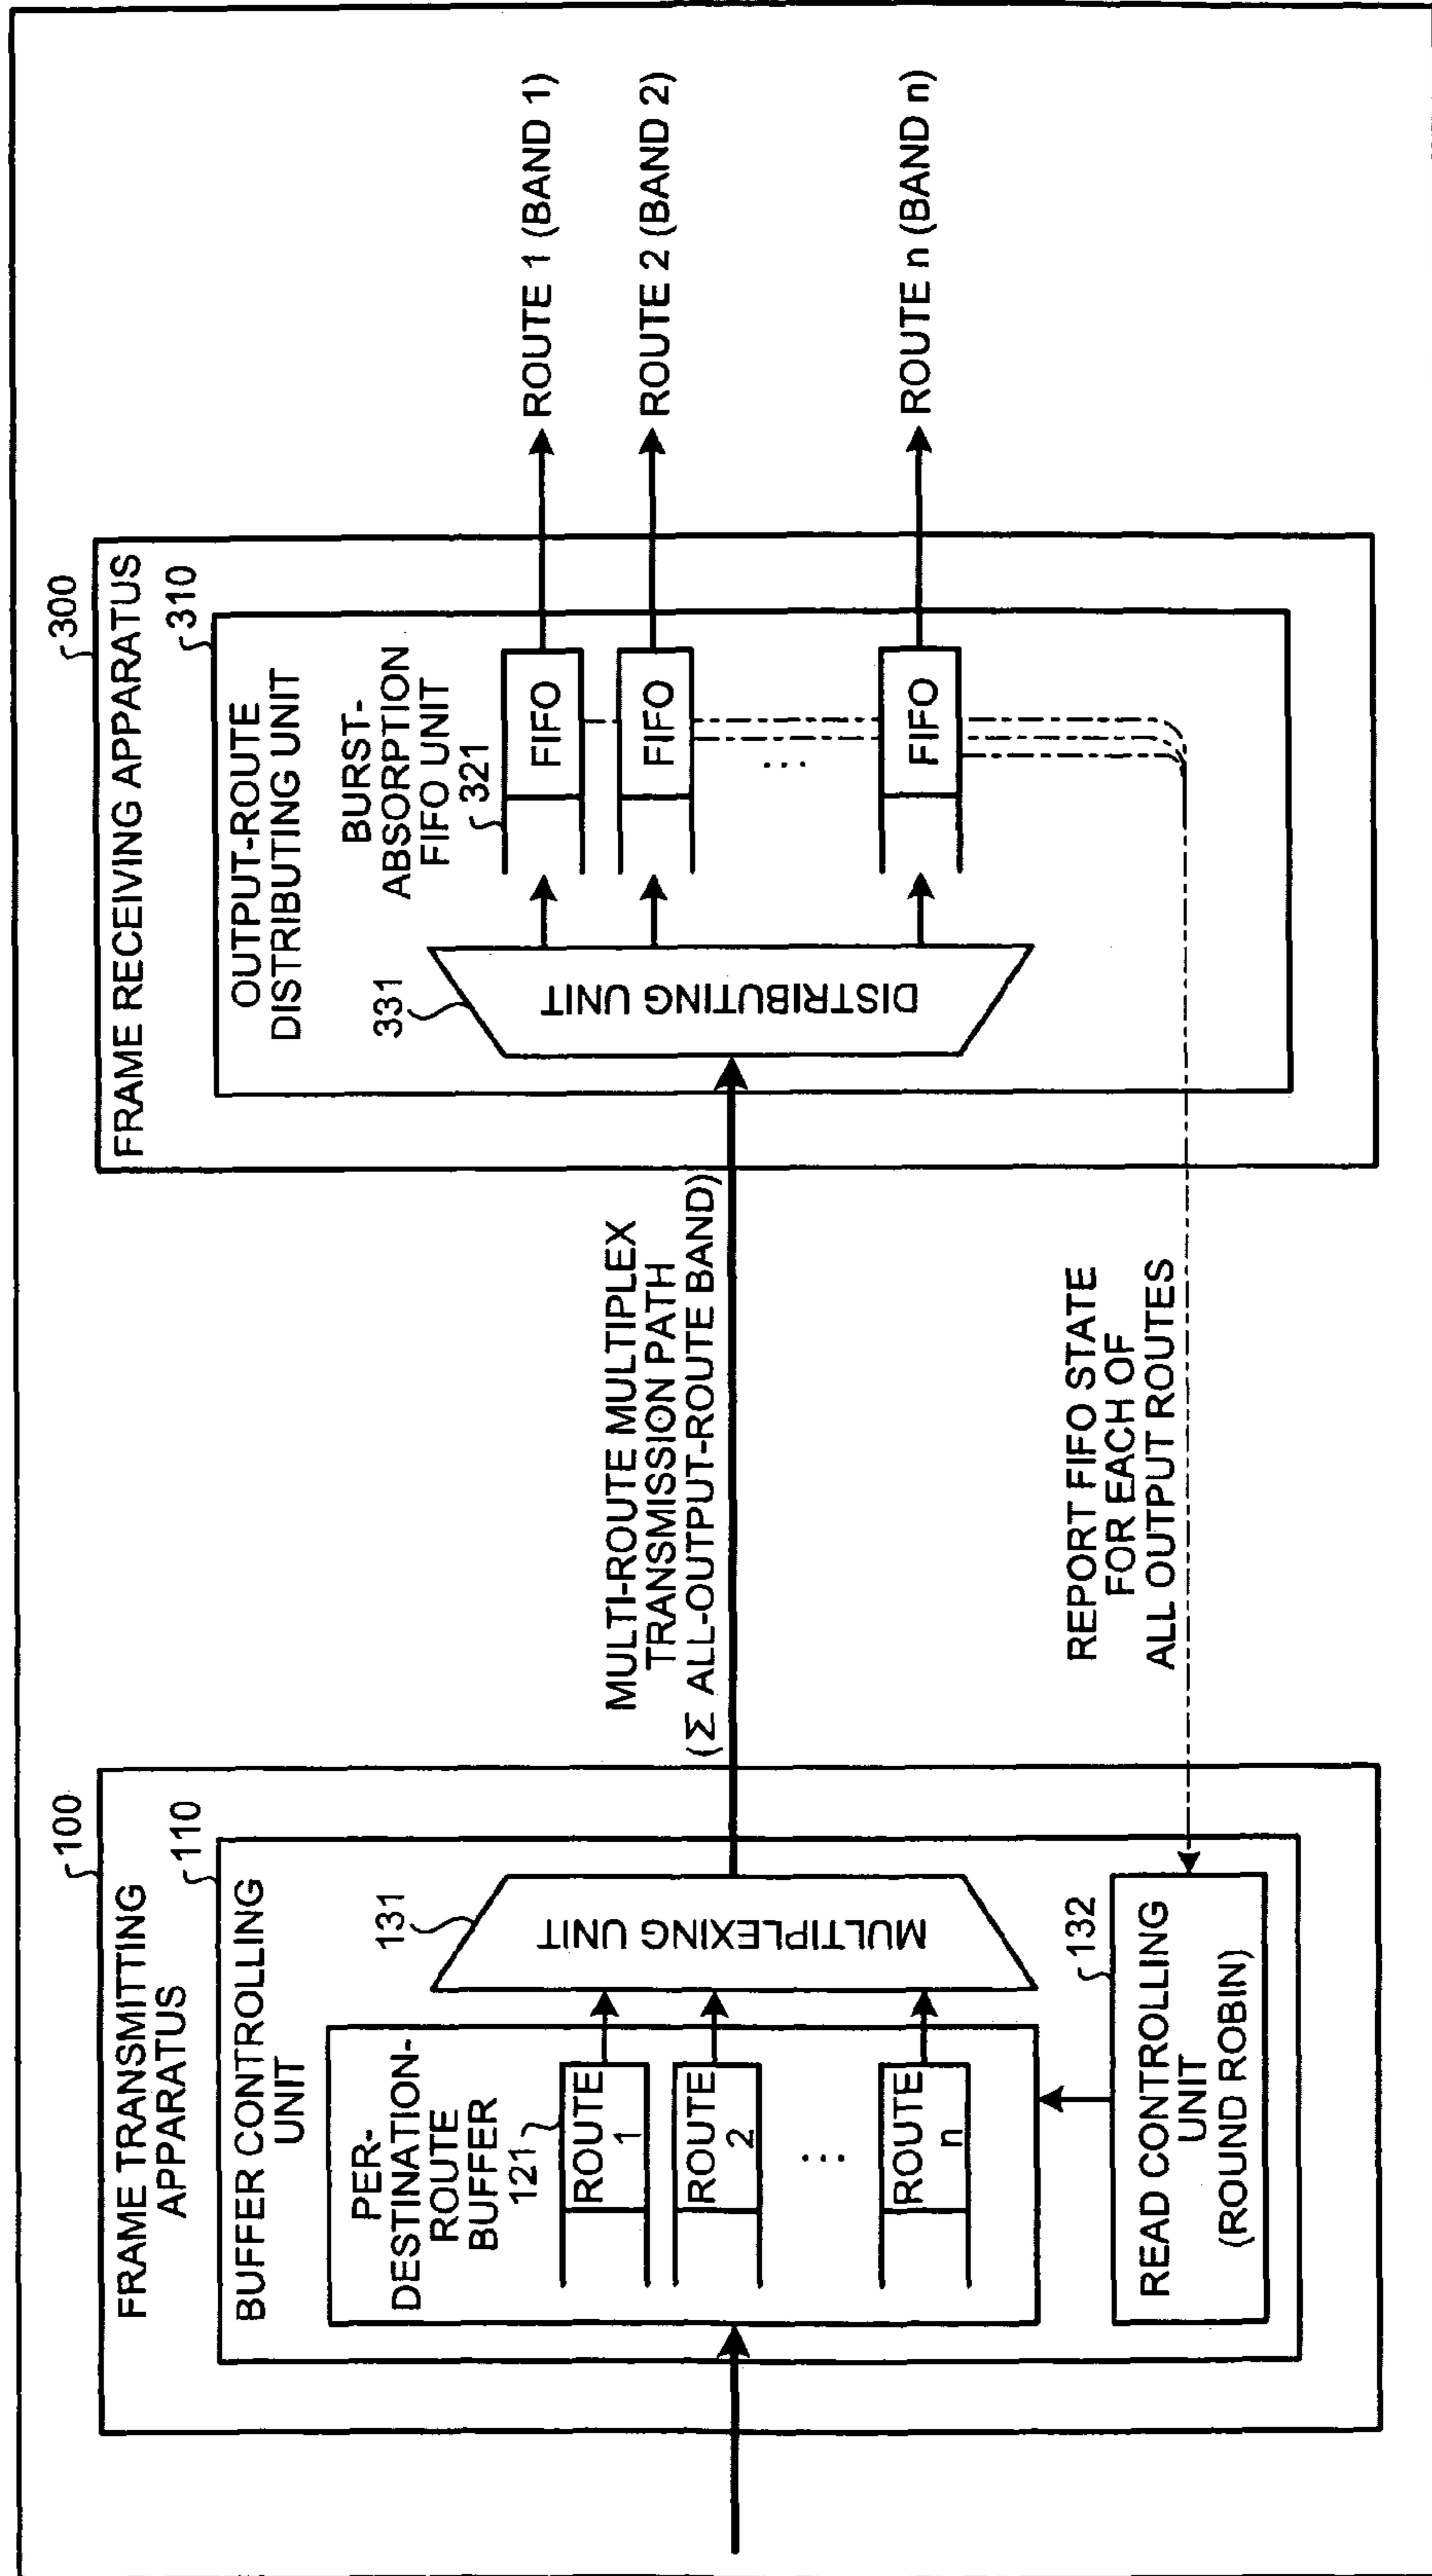 100
FRAME TRANSMITTING
APPARATUS
110
BUFFER CONTROLLING
UNIT
PER-
DESTINATION-
ROUTE
BUFFER
121
ROUTE
1
ROUTE
2
...
ROUTE
n
131
MULTIPLEXING UNIT
132
READ CONTROLLING
UNIT
(ROUND ROBIN)
MULTI-ROUTE MULTIPLEX
TRANSMISSION PATH
(Σ ALL-OUTPUT-ROUTE BAND)
REPORT FIFO STATE
FOR EACH OF
ALL OUTPUT ROUTES
300
FRAME RECEIVING APPARATUS
310
OUTPUT-ROUTE
DISTRIBUTING UNIT
331
DISTRIBUTING UNIT
BURST-
ABSORPTION
FIFO UNIT
321
FIFO
FIFO
...
FIFO
ROUTE 1 (BAND 1)
ROUTE 2 (BAND 2)
ROUTE n (BAND n)